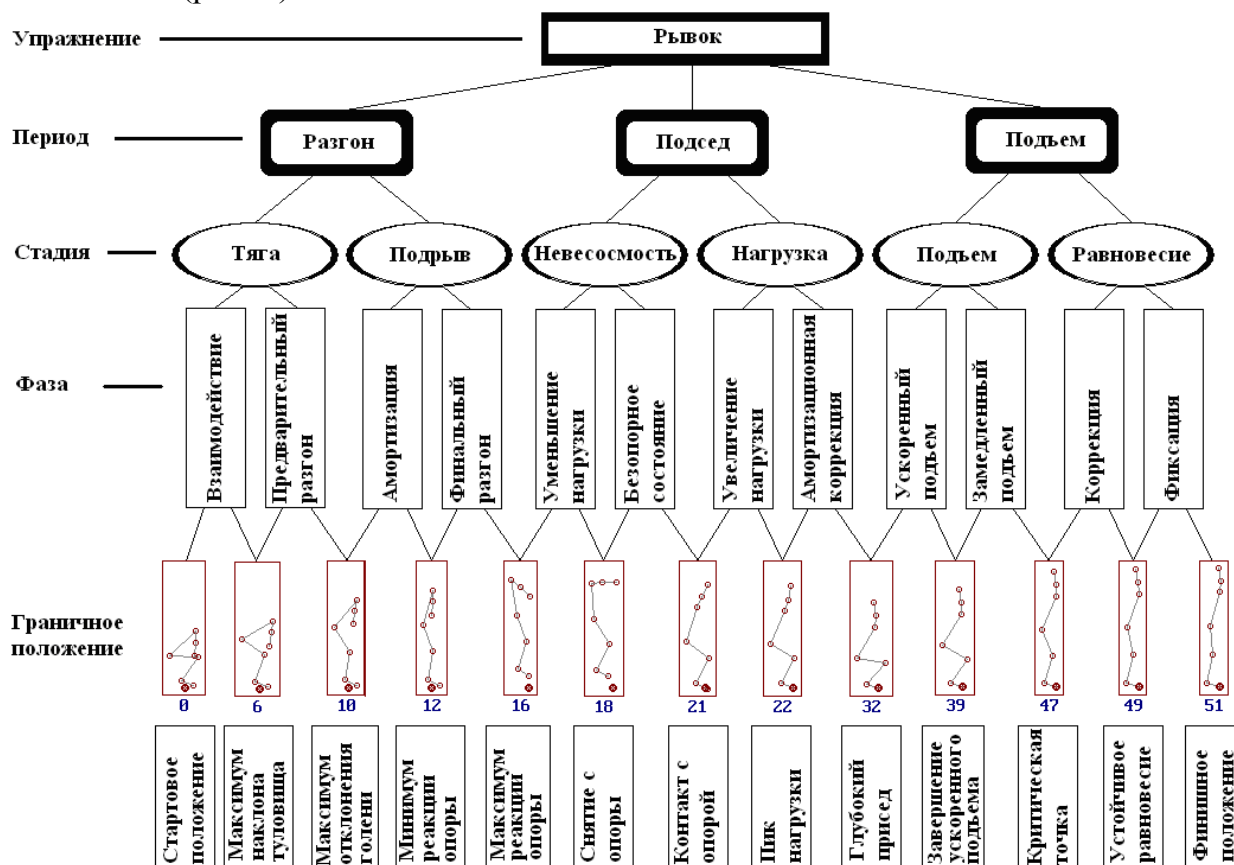 Упражнение
Рывок
Период
Разгон
Подсед
Подъем
Стадия
Тяга
Подрыв
Невесосмость
Нагрузка
Подъем
Равновесие
Фаза
Взаимодействие
Предварительный
разгон
Амортизация
Финальный
разгон
Уменьшение
нагрузки
Безопорное
состояние
Увеличение
нагрузки
Амортизационная
коррекция
Ускоренный
подъем
Замедленный
подъем
Коррекция
Фиксация
Граничное
положение
0
6
10
12
16
18
21
22
32
39
47
49
51
Стартовое
положение
Максимум
наклона
туловища
Максимум
отклонения
голени
Минимум
реакции
опоры
Максимум
реакции
опоры
Снятие с
опоры
Контакт с
опорой
Пик
нагрузки
Глубокий
присед
Завершение
ускоренного
подъема
Критическая
точка
Устойчивое
равновесие
Финишное
положение